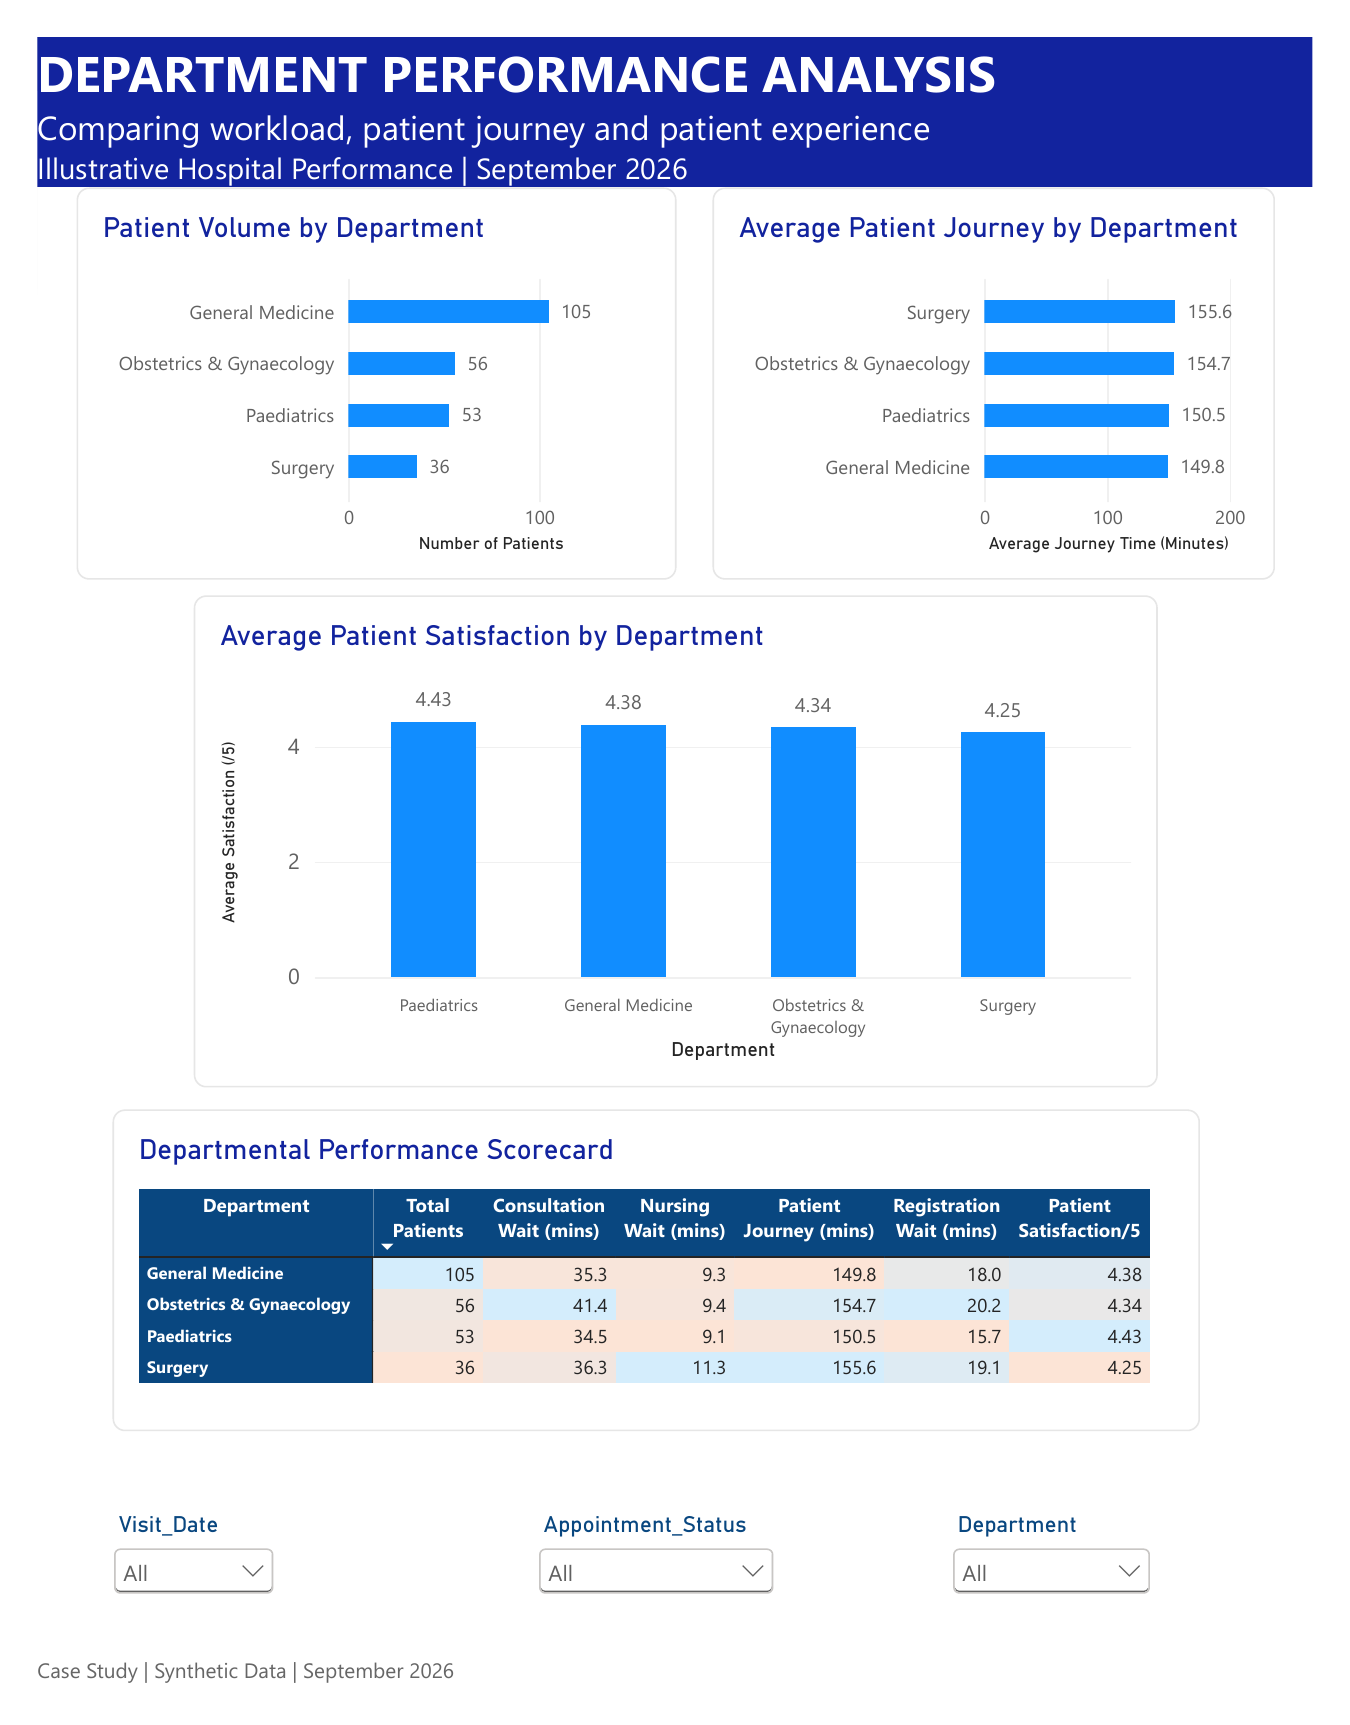 DEPARTMENT PERFORMANCE ANALYSIS
Comparing workload, patient journey and patient experience
Illustrative Hospital Performance | September 2026
Patient Volume by Department
General Medicine 105
Obstetrics & Gynaecology 56
Paediatrics 53
Surgery 36
0 100
Number of Patients
Average Patient Journey by Department
Surgery 155.6
Obstetrics & Gynaecology 154.7
Paediatrics 150.5
General Medicine 149.8
0 100 200
Average Journey Time (Minutes)
Average Patient Satisfaction by Department
Average Satisfaction (/5)
4.43 4.38 4.34 4.25
4
2
0
Paediatrics General Medicine Obstetrics & Surgery
Gynaecology
Department
Departmental Performance Scorecard
Department Total Consultation Nursing Patient Registration Patient
Patients Wait (mins) Wait (mins) Journey (mins) Wait (mins) Satisfaction/5
General Medicine 105 35.3 9.3 149.8 18.0 4.38
Obstetrics & Gynaecology 56 41.4 9.4 154.7 20.2 4.34
Paediatrics 53 34.5 9.1 150.5 15.7 4.43
Surgery 36 36.3 11.3 155.6 19.1 4.25
Visit_Date Appointment_Status Department
All All All
Case Study | Synthetic Data | September 2026